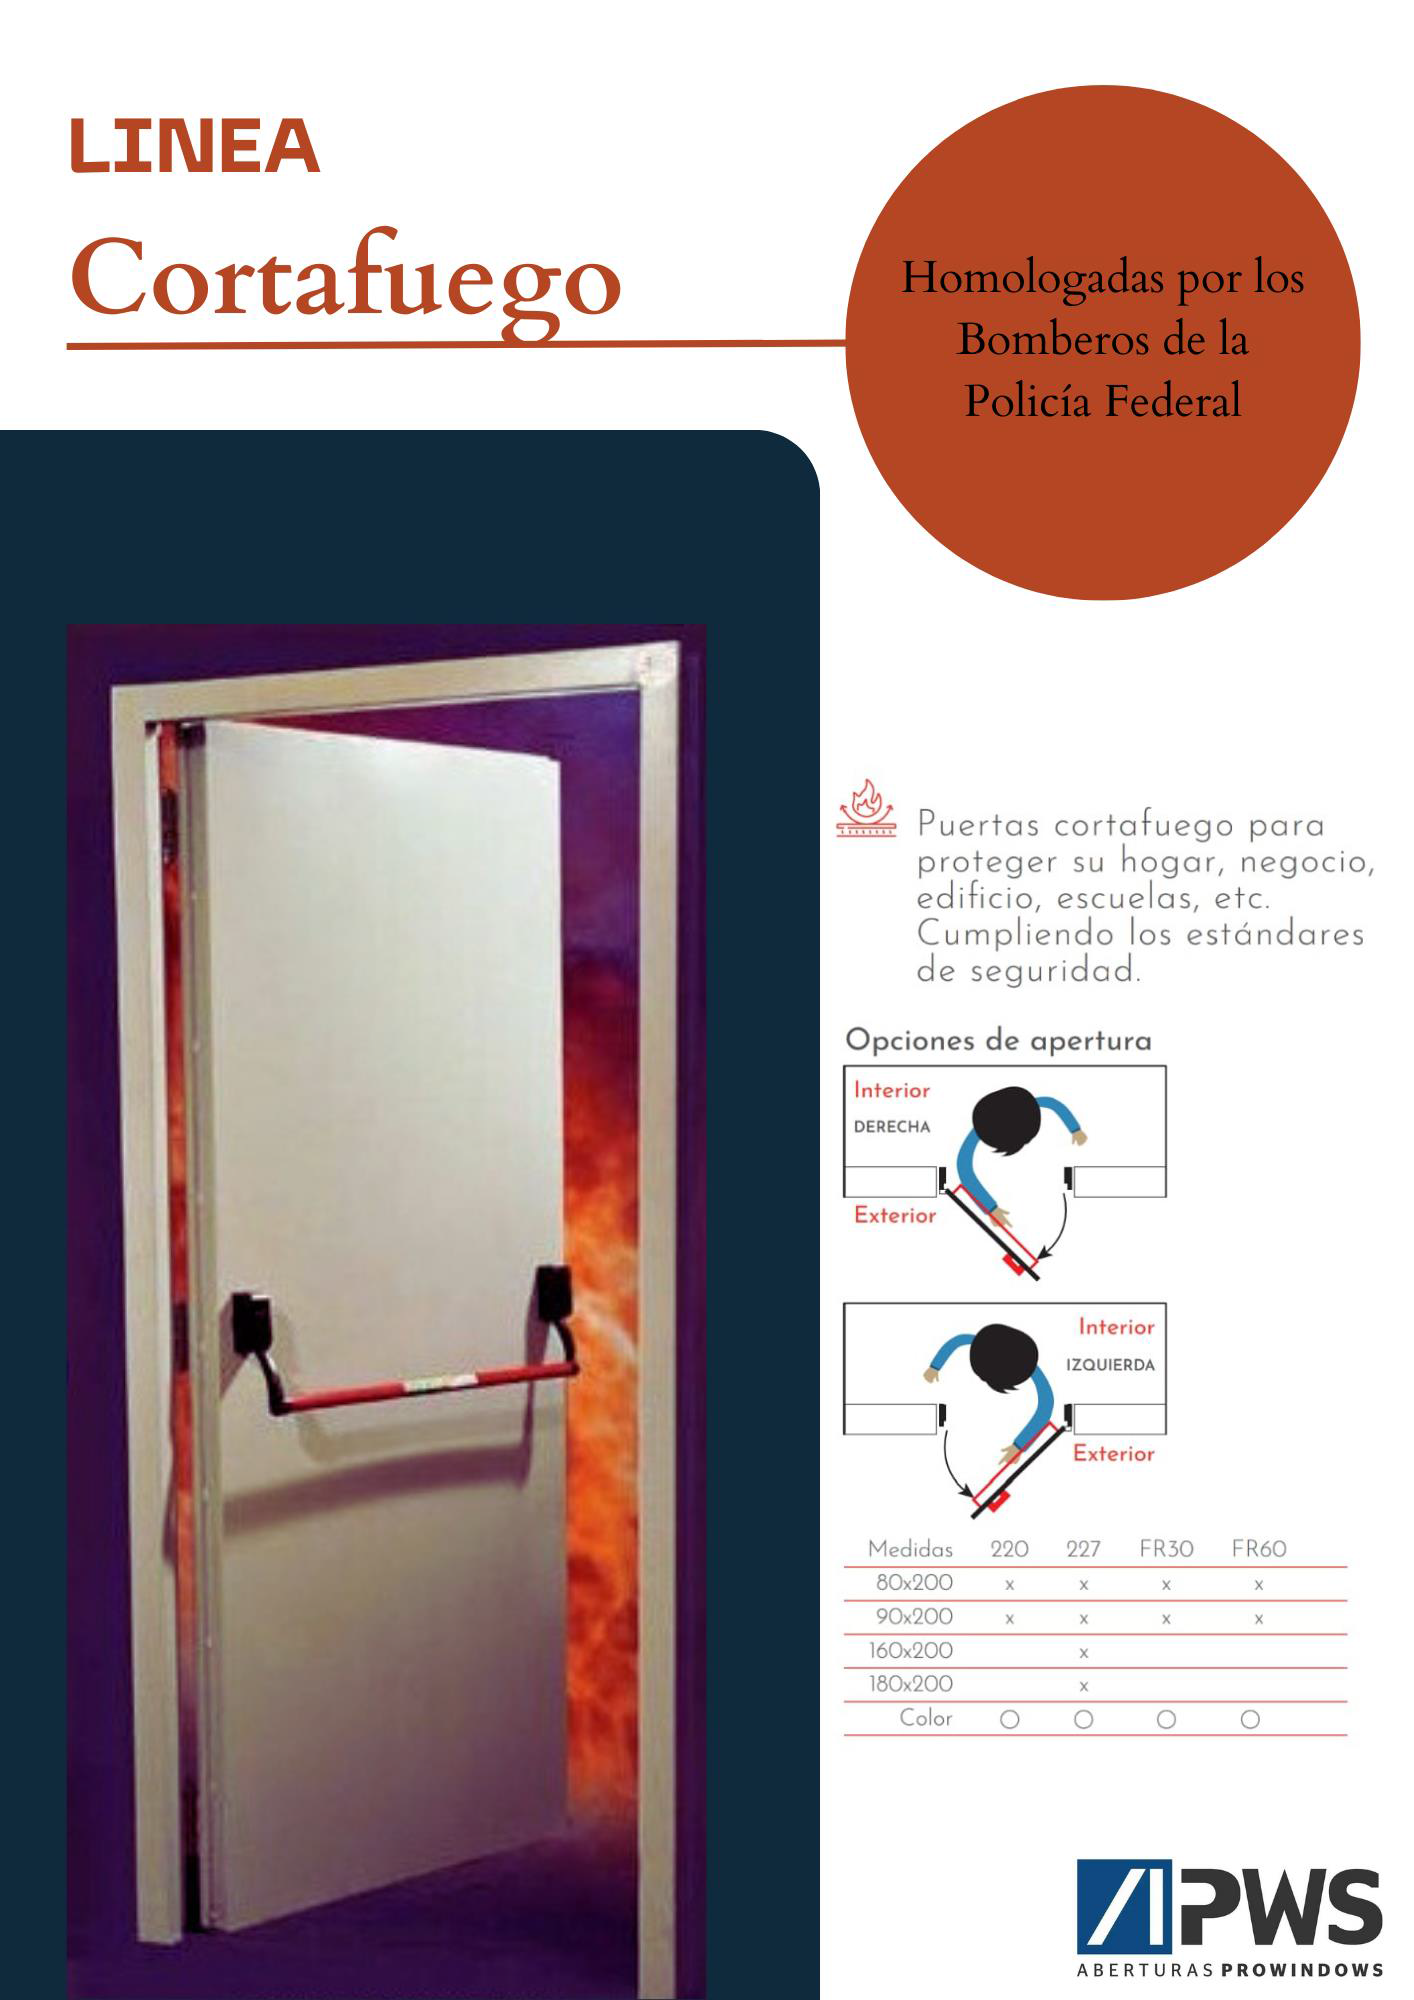 LINEA
Cortafuego
Homologadas por los
Bomberos de la
Policía Federal
Puertas cortafuego para
proteger su hogar, negocio,
edificio, escuelas, etc.
Cumpliendo los estándares
de seguridad.
Opciones de apertura
Interior
DERECHA
Exterior
Interior
IZQUIERDA
Exterior
Medidas 220 227 FR30 FR60
80x200 x x x x
90x200 x x x x
160x200 x
180x200 x
Color
PWS
ABERTURAS PROWINDOWS